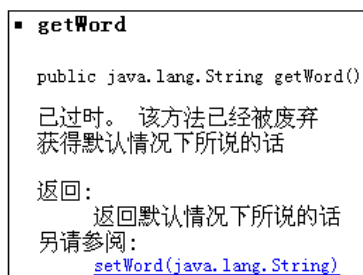 ▪ getWord
public java.lang.String getWord()
已过时。 该方法已经被废弃
获得默认情况下所说的话
返回:
返回默认情况下所说的话
另请参阅:
setWord(java.lang.String)